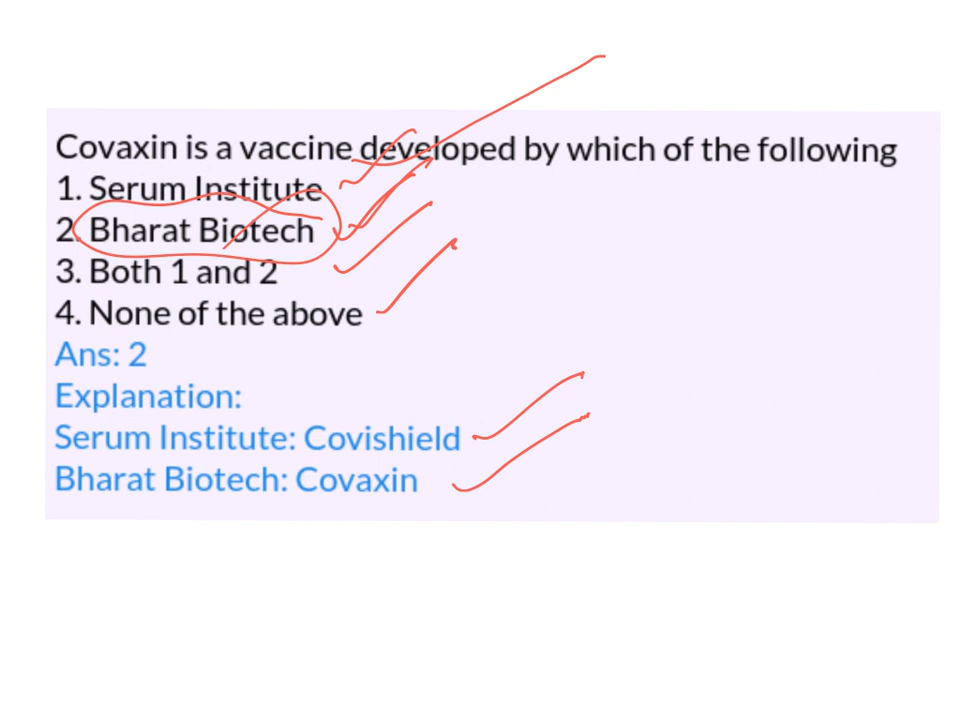 Covaxin is a vaccine developed by which of the following
1. Serum Institute
2. Bharat Biotech
3. Both 1 and 2
4. None of the above
Ans: 2
Explanation:
Serum Institute: Covishield
Bharat Biotech: Covaxin